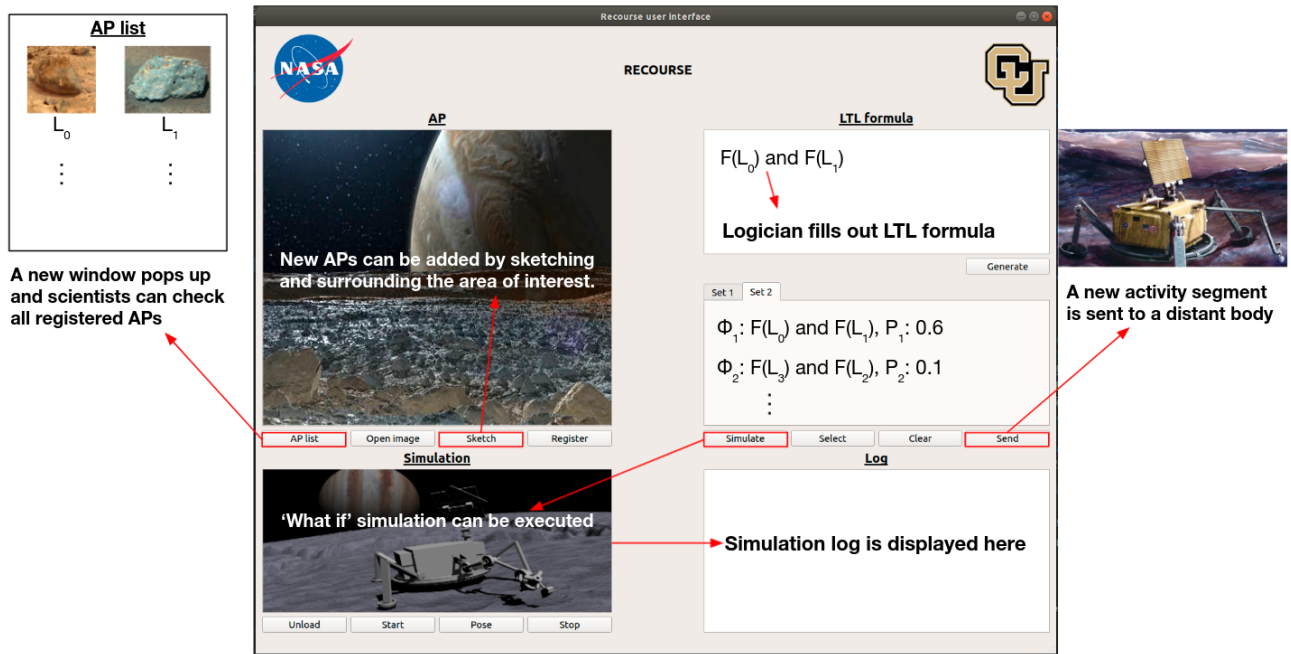 AP list
L₀ L₁
⋮ ⋮
A new window pops up
and scientists can check
all registered APs
Recourse user interface
NASA
RECOURSE
CU
AP
New APs can be added by sketching
and surrounding the area of interest.
AP list Open image Sketch Register
Simulation
'What if' simulation can be executed
Unload Start Pose Stop
LTL formula
F(L₀) and F(L₁)
Logician fills out LTL formula
Generate
Set 1 Set 2
Φ₁: F(L₀) and F(L₁), P₁: 0.6
Φ₂: F(L₃) and F(L₂), P₂: 0.1
⋮
Simulate Select Clear Send
Log
Simulation log is displayed here
A new activity segment
is sent to a distant body